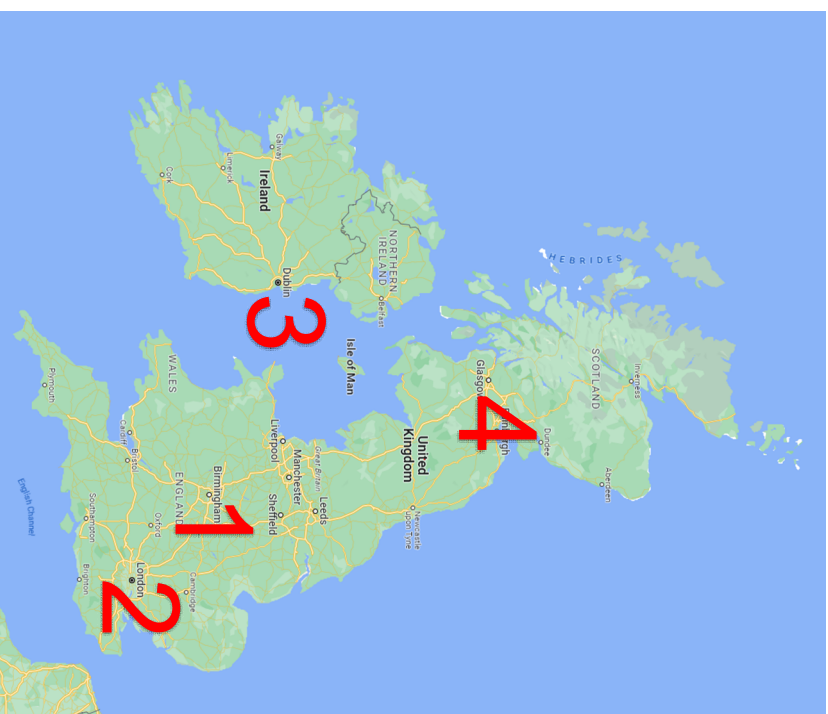 HEBRIDES
Inverness
SCOTLAND
Aberdeen
Dundee
Edinburgh
Glasgow
4
United
Kingdom
Newcastle
upon Tyne
NORTHERN
IRELAND
Belfast
Isle of Man
Great Britain
Leeds
Manchester
Sheffield
Liverpool
Dublin
3
Galway
Ireland
Limerick
Cork
Birmingham
1
ENGLAND
WALES
Cambridge
Oxford
London
2
Bristol
Cardiff
Southampton
Brighton
Plymouth
English Channel